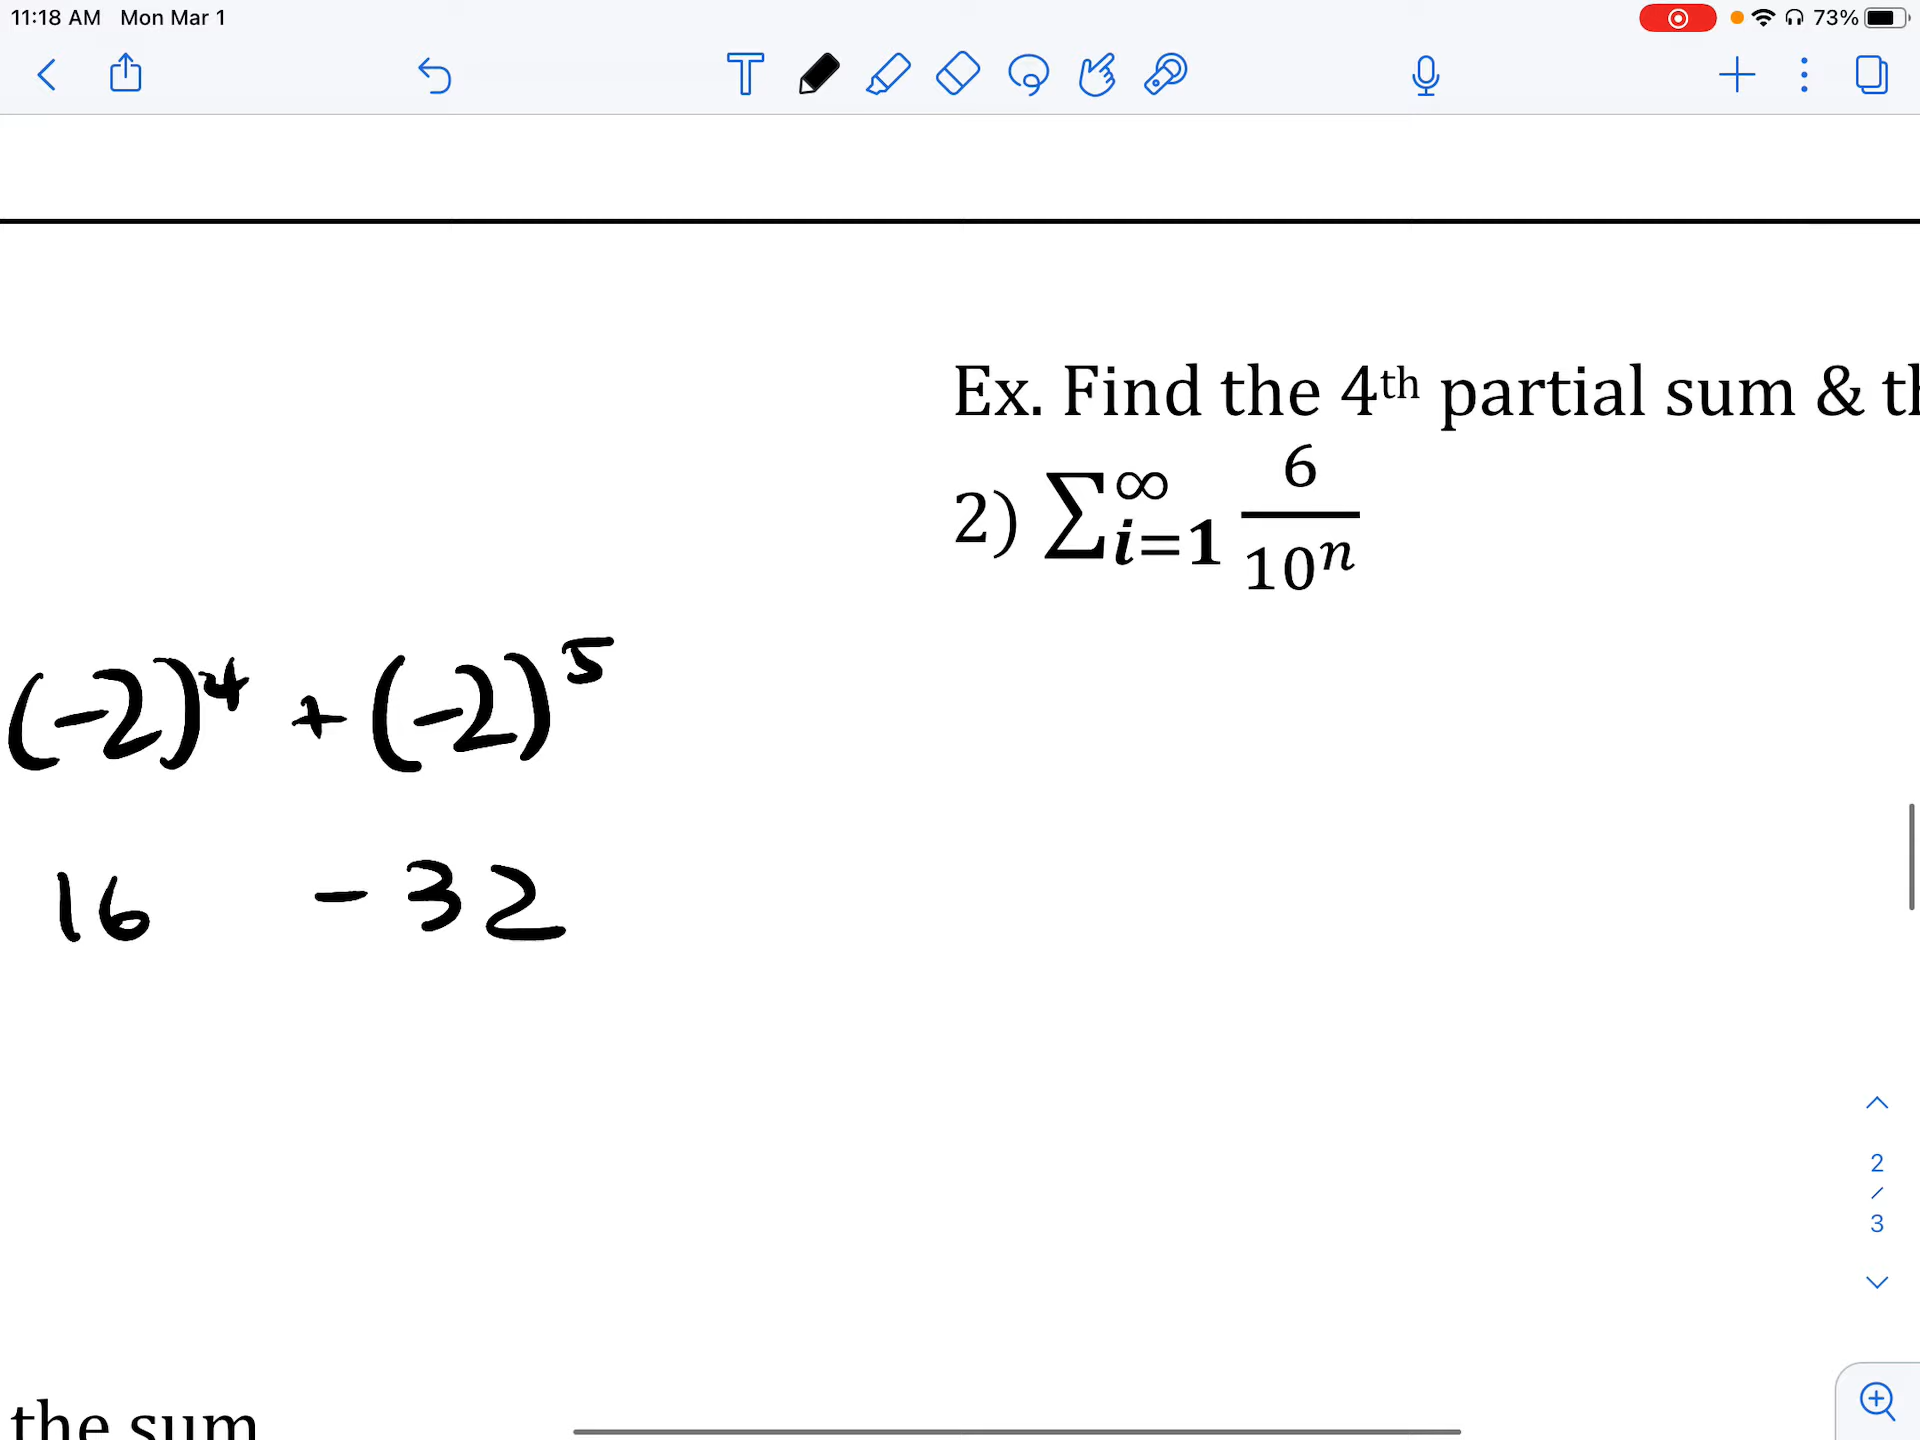 11:18 AM Mon Mar 1
73%
T
Ex. Find the 4th partial sum & th
2) ∑∞i=1 6/10ⁿ
(-2)⁴ + (-2)⁵
16 - 32
2
/
3
the sum